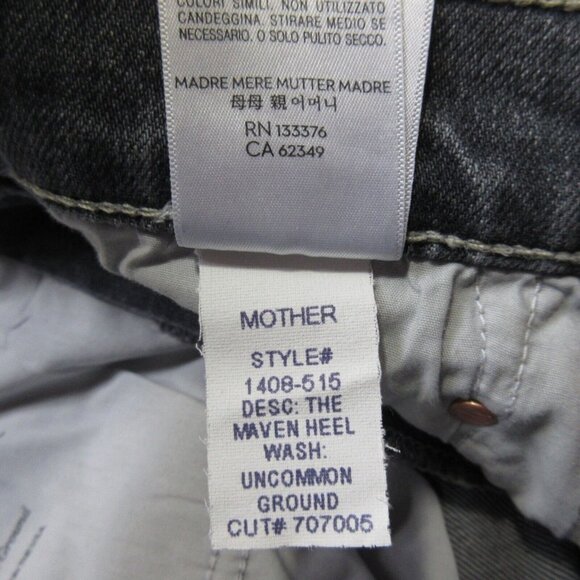 COLORI SIMILI. NON UTILIZZATO
CANDEGGINA. STIRARE MEDIO SE
NECESSARIO. O SOLO PULITO SECCO.
MADRE MERE MUTTER MADRE
母母 親 어머니
RN 133376
CA 62349
MOTHER
STYLE#
1408-515
DESC: THE
MAVEN HEEL
WASH:
UNCOMMON
GROUND
CUT# 707005